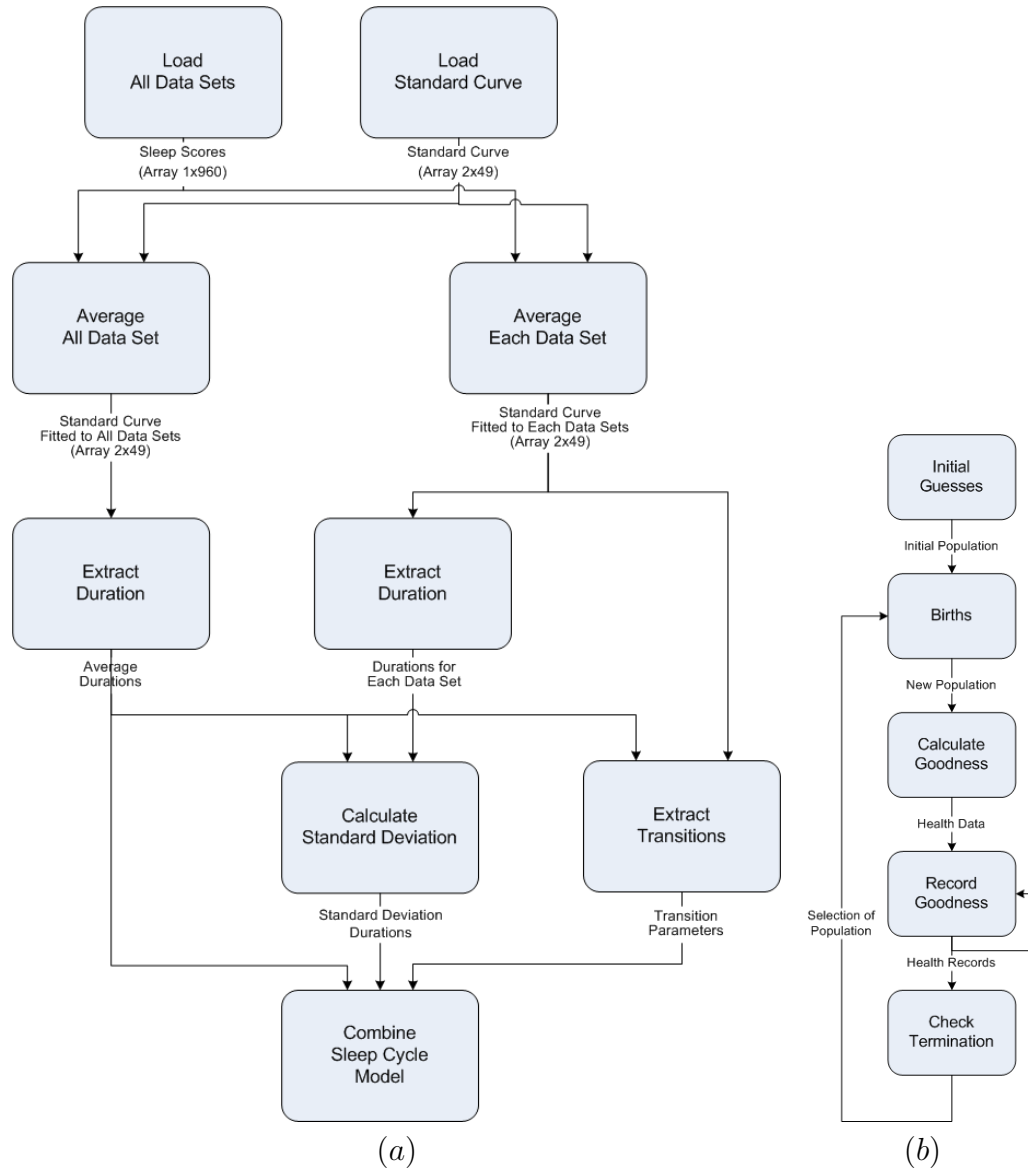 Load
All Data Sets
Load
Standard Curve
Sleep Scores
(Array 1x960)
Standard Curve
(Array 2x49)
Average
All Data Set
Average
Each Data Set
Standard Curve
Fitted to All Data Sets
(Array 2x49)
Standard Curve
Fitted to Each Data Sets
(Array 2x49)
Extract
Duration
Extract
Duration
Average
Durations
Durations for
Each Data Set
Calculate
Standard Deviation
Extract
Transitions
Standard Deviation
Durations
Transition
Parameters
Combine
Sleep Cycle
Model
(a)
Initial
Guesses
Initial Population
Births
New Population
Calculate
Goodness
Health Data
Record
Goodness
Selection of
Population
Health Records
Check
Termination
(b)